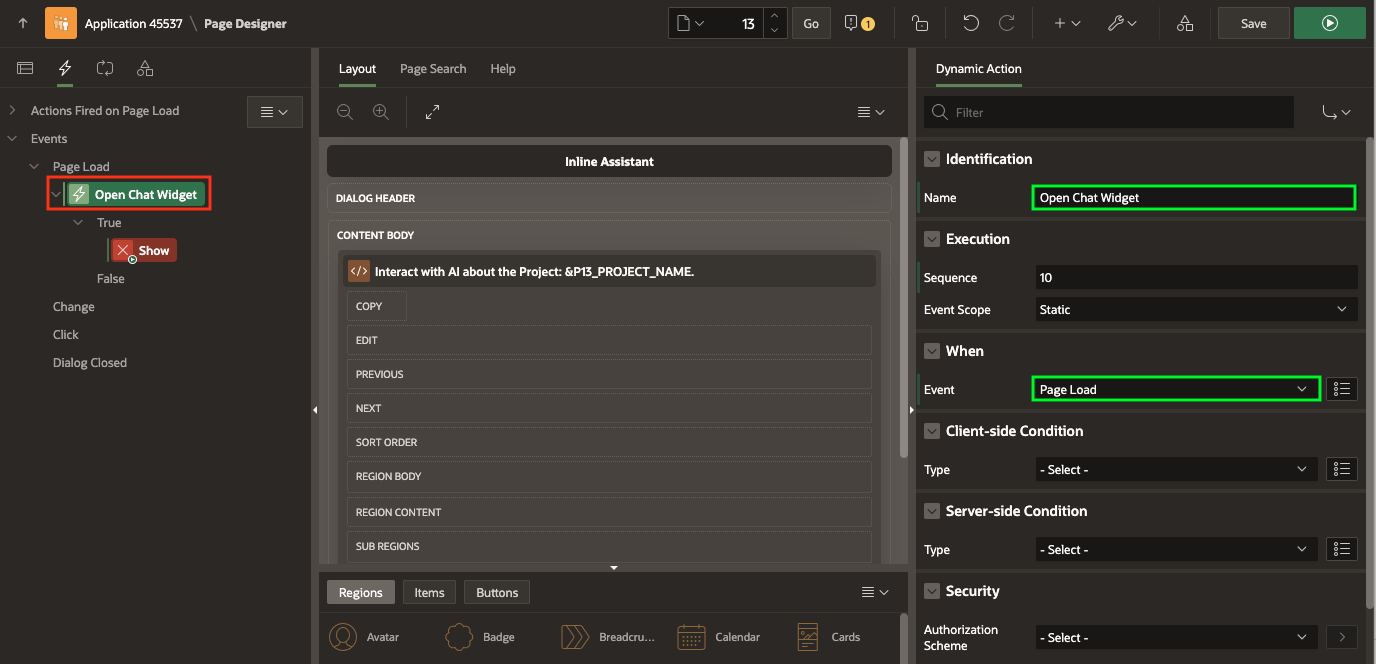 Application 45537 \ Page Designer
13
Go
1
Save
Actions Fired on Page Load
Events
Page Load
Open Chat Widget
True
Show
False
Change
Click
Dialog Closed
Layout
Page Search
Help
Inline Assistant
DIALOG HEADER
CONTENT BODY
</> Interact with AI about the Project: &P13_PROJECT_NAME.
COPY
EDIT
PREVIOUS
NEXT
SORT ORDER
REGION BODY
REGION CONTENT
SUB REGIONS
Regions
Items
Buttons
Avatar
Badge
Breadcru...
Calendar
Cards
Dynamic Action
Filter
Identification
Name
Open Chat Widget
Execution
Sequence
10
Event Scope
Static
When
Event
Page Load
Client-side Condition
Type
- Select -
Server-side Condition
Type
- Select -
Security
Authorization
Scheme
- Select -